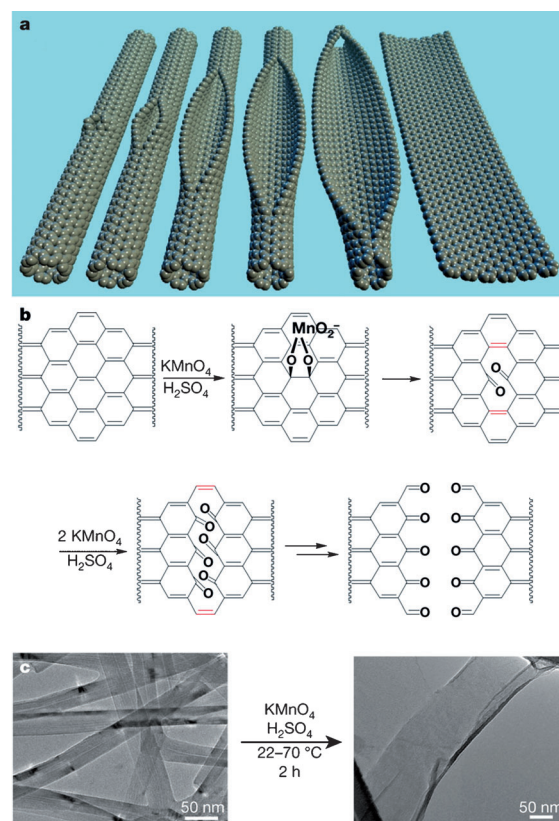 a
b
MnO₂⁻
O O
KMnO₄
H₂SO₄
O
O
2 KMnO₄
H₂SO₄
O
O
O
O
O
O
O O
O O
O O
O O
O O
O O
O O
c
KMnO₄
H₂SO₄
22–70 °C
2 h
50 nm
50 nm